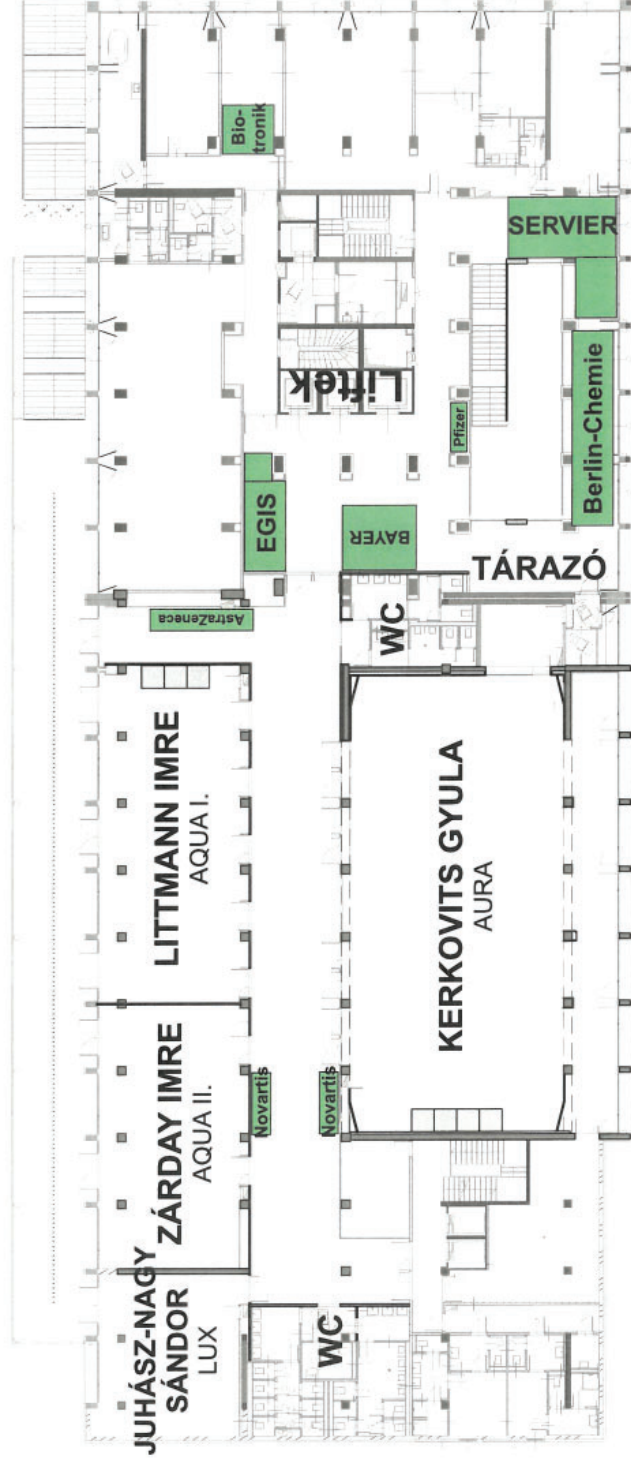 JUHÁSZ-NAGY
SÁNDOR
LUX
ZÁRDAY IMRE
AQUA II.
LITTMANN IMRE
AQUA I.
AstraZeneca
EGIS
Bio-
tronik
Novartis
Novartis
WC
KERKOVITS GYULA
AURA
WC
BAYER
Liftek
Pfizer
TÁRAZÓ
Berlin-Chemie
SERVIER